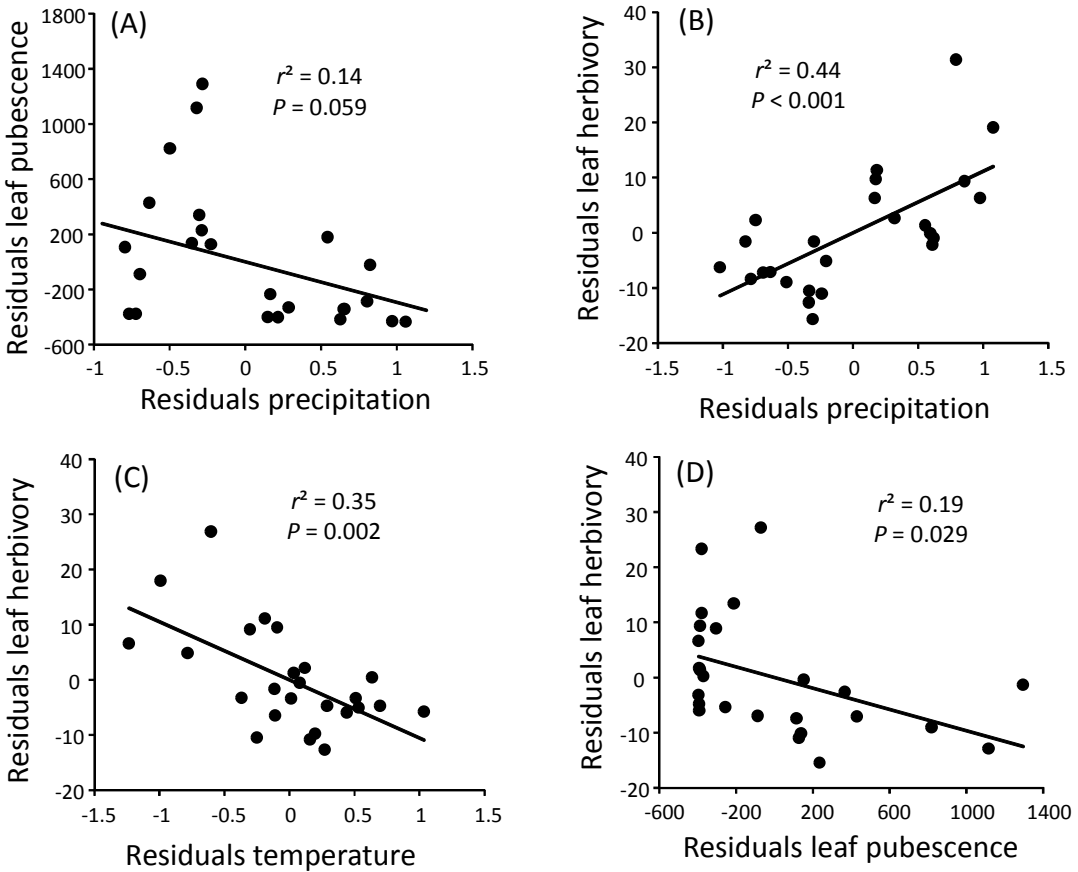 (A)
r² = 0.14
P = 0.059
Residuals leaf pubescence
1800
1400
1000
600
200
-200
-600
-1
-0.5
0
0.5
1
1.5
Residuals precipitation
(B)
r² = 0.44
P < 0.001
Residuals leaf herbivory
40
30
20
10
0
-10
-20
-1.5
-1
-0.5
0
0.5
1
1.5
Residuals precipitation
(C)
r² = 0.35
P = 0.002
Residuals leaf herbivory
40
30
20
10
0
-10
-20
-1.5
-1
-0.5
0
0.5
1
1.5
Residuals temperature
(D)
r² = 0.19
P = 0.029
Residuals leaf herbivory
40
30
20
10
0
-10
-20
-600
-200
200
600
1000
1400
Residuals leaf pubescence